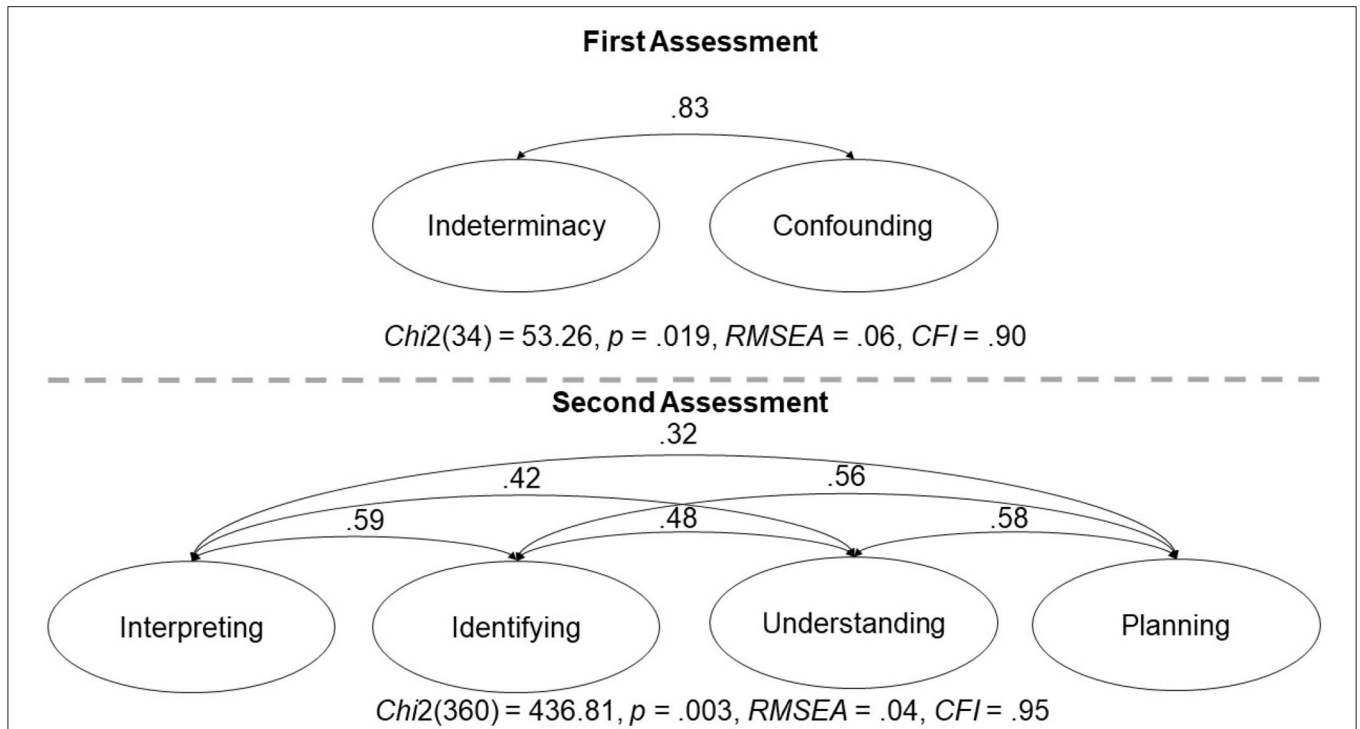 First Assessment
.83
Indeterminacy Confounding
Chi2(34) = 53.26, p = .019, RMSEA = .06, CFI = .90
Second Assessment
.32
.42 .56
.59 .48 .58
Interpreting Identifying Understanding Planning
Chi2(360) = 436.81, p = .003, RMSEA = .04, CFI = .95